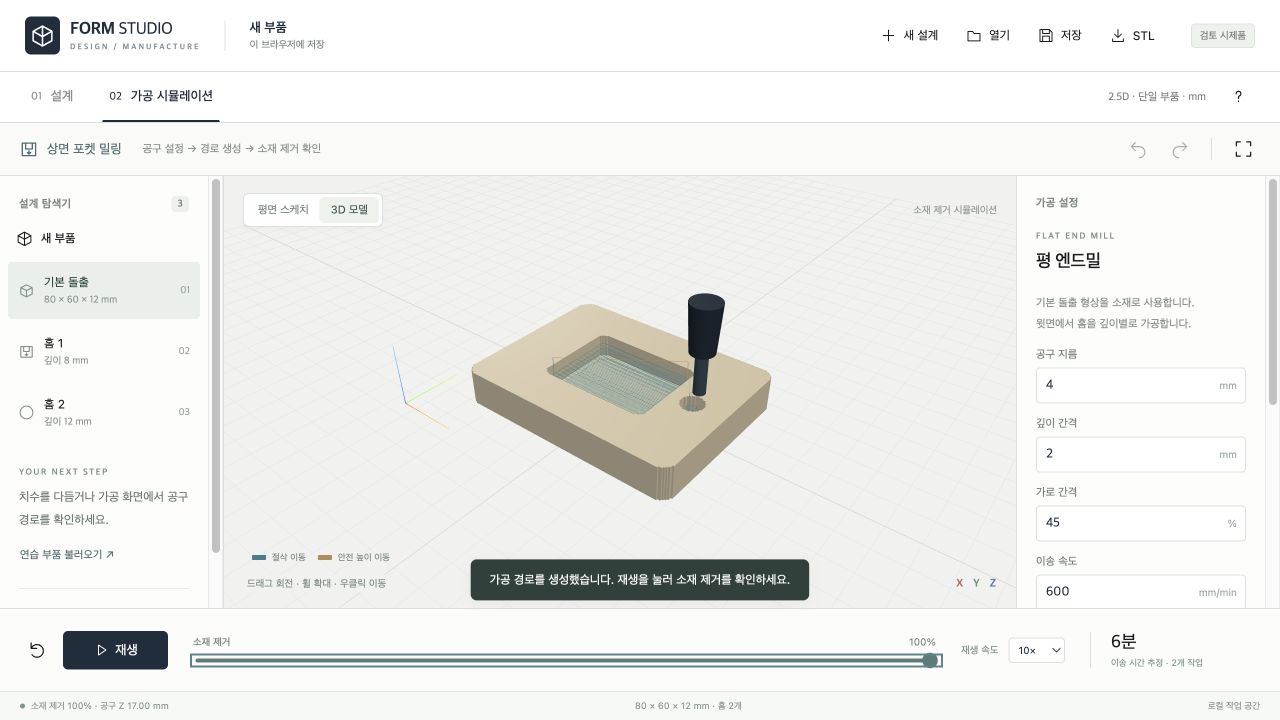 FORM STUDIO
DESIGN / MANUFACTURE
새 부품
이 브라우저에 저장
새 설계
열기
저장
STL
검토 시제품
01 설계
02 가공 시뮬레이션
2.5D · 단일 부품 · mm
?
상면 포켓 밀링
공구 설정 → 경로 생성 → 소재 제거 확인
설계 탐색기
3
새 부품
기본 돌출
80 × 60 × 12 mm
01
홈 1
깊이 8 mm
02
홈 2
깊이 12 mm
03
YOUR NEXT STEP
치수를 다듬거나 가공 화면에서 공구
경로를 확인하세요.
연습 부품 불러오기 ↗
평면 스케치
3D 모델
소재 제거 시뮬레이션
절삭 이동
안전 높이 이동
드래그 회전 · 휠 확대 · 우클릭 이동
가공 경로를 생성했습니다. 재생을 눌러 소재 제거를 확인하세요.
X Y Z
가공 설정
FLAT END MILL
평 엔드밀
기본 돌출 형상을 소재로 사용합니다.
윗면에서 홈을 깊이별로 가공합니다.
공구 지름
4 mm
깊이 간격
2 mm
가로 간격
45 %
이송 속도
600 mm/min
재생
소재 제거
100%
재생 속도
10×
6분
이송 시간 추정 · 2개 작업
소재 제거 100% · 공구 Z 17.00 mm
80 × 60 × 12 mm · 홈 2개
로컬 작업 공간